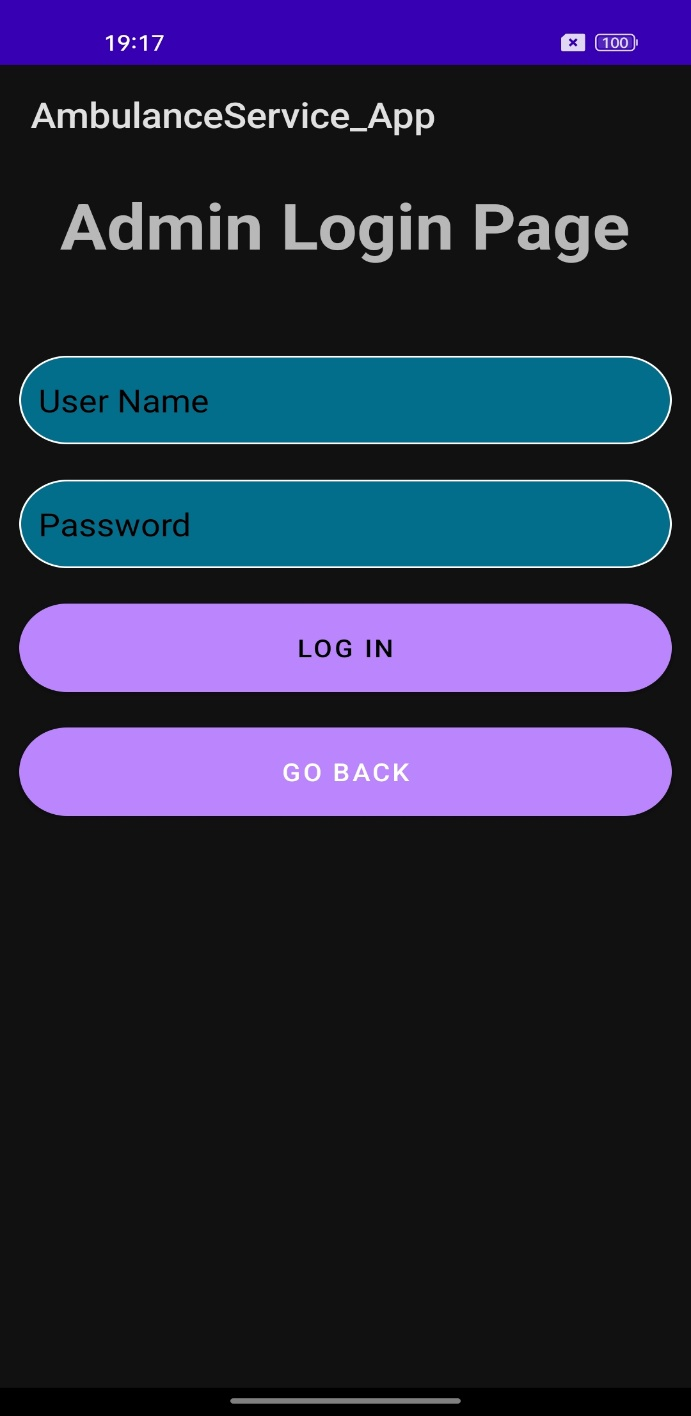 19:17
100
AmbulanceService_App
Admin Login Page
User Name
Password
LOG IN
GO BACK